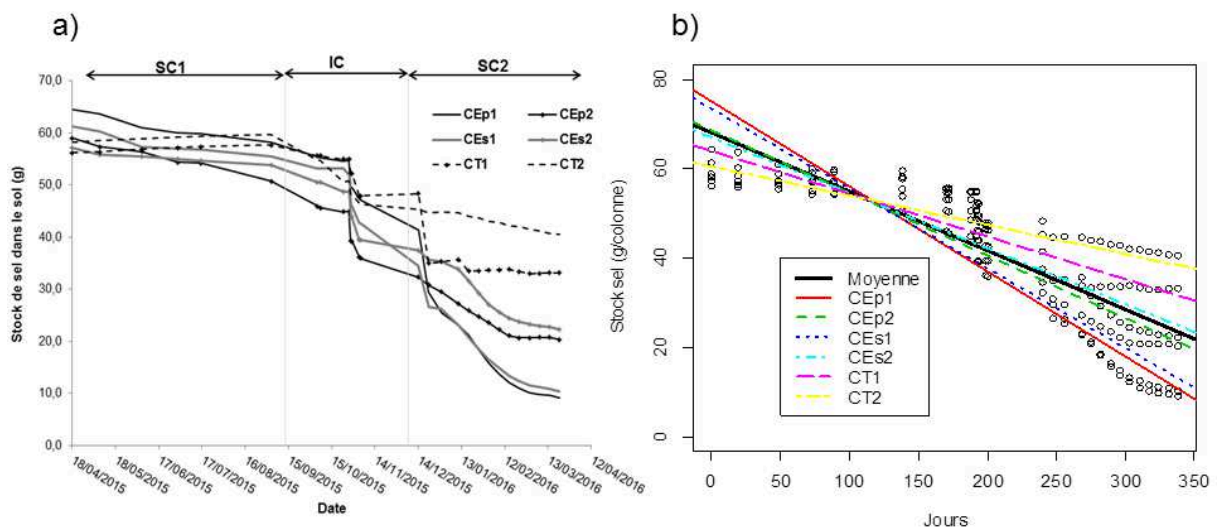 a)
SC1 IC SC2
70,0
60,0
50,0
40,0
30,0
20,0
10,0
0,0
Stock de sel dans le sol (g)
CEp1 CEp2
CEs1 CEs2
CT1 CT2
18/04/2015 18/05/2015 17/06/2015 17/07/2015 16/08/2015 15/09/2015 15/10/2015 14/11/2015 14/12/2015 13/01/2016 12/02/2016 13/03/2016 12/04/2016
Date
b)
80
60
40
20
0
Stock sel (g/colonne)
Moyenne
CEp1
CEp2
CEs1
CEs2
CT1
CT2
0 50 100 150 200 250 300 350
Jours